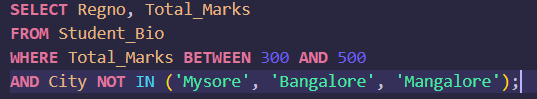 SELECT Regno, Total_Marks
FROM Student_Bio
WHERE Total_Marks BETWEEN 300 AND 500
AND City NOT IN ('Mysore', 'Bangalore', 'Mangalore');